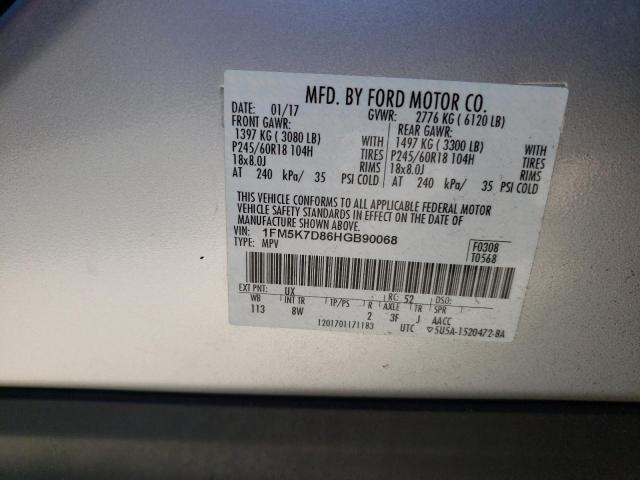 MFD. BY FORD MOTOR CO.
DATE: 01/17 GVWR: 2776 KG ( 6120 LB)
FRONT GAWR: REAR GAWR:
1397 KG ( 3080 LB) WITH 1497 KG ( 3300 LB) WITH
P245/60R18 104H TIRES P245/60R18 104H TIRES
18x8.0J RIMS 18x8.0J RIMS
AT 240 kPa/ 35 PSI COLD AT 240 kPa/ 35 PSI COLD
THIS VEHICLE CONFORMS TO ALL APPLICABLE FEDERAL MOTOR
VEHICLE SAFETY STANDARDS IN EFFECT ON THE DATE OF
MANUFACTURE SHOWN ABOVE.
VIN: 1FM5K7D86HGB90068
TYPE: MPV
F0308
T0568
EXT PNT: UX RC: 52 DSO:
WB INT TR TP/PS R AXLE TR SPR
113 8W 2 3F J AACC
1201701171183 UTC ▽5U5A-1520472-BA